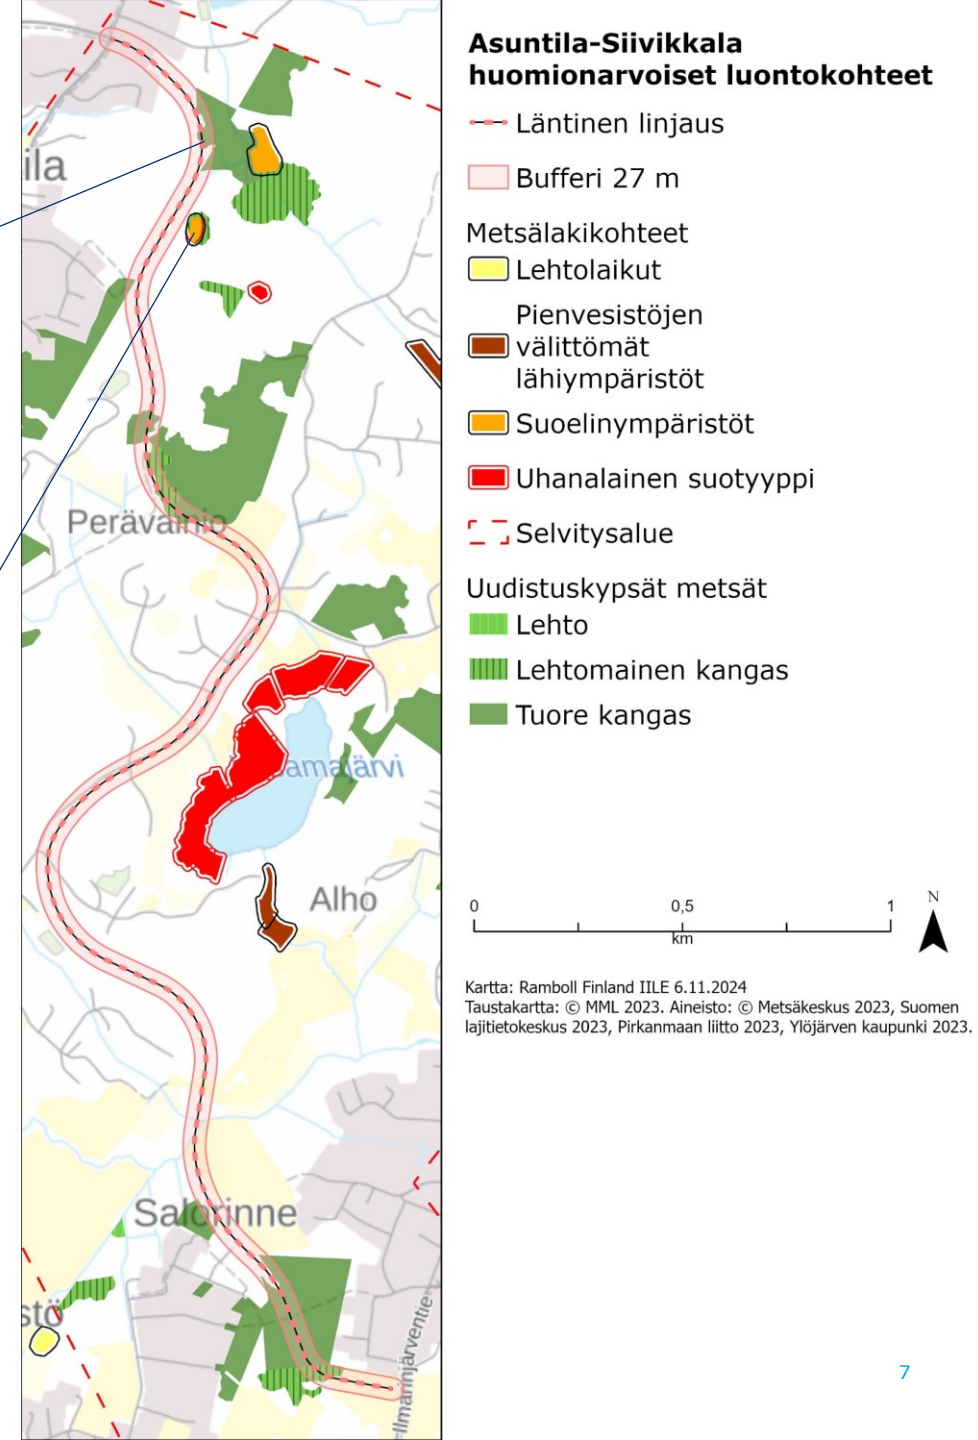 Asuntila-Siivikkala
huomionarvoiset luontokohteet
Läntinen linjaus
Bufferi 27 m
Metsälakikohteet
Lehtolaikut
Pienvesistöjen
välittömät
lähiympäristöt
Suoelinympäristöt
Uhanalainen suotyyppi
Selvitysalue
Uudistuskypsät metsät
Lehto
Lehtomainen kangas
Tuore kangas
0 0,5 1
km
N
Kartta: Ramboll Finland IILE 6.11.2024
Taustakartta: © MML 2023. Aineisto: © Metsäkeskus 2023, Suomen
lajitietokeskus 2023, Pirkanmaan liitto 2023, Ylöjärven kaupunki 2023.
ila
Perävainio
amajärvi
Alho
Salorinne
stö
Ilmarinjärventie
7